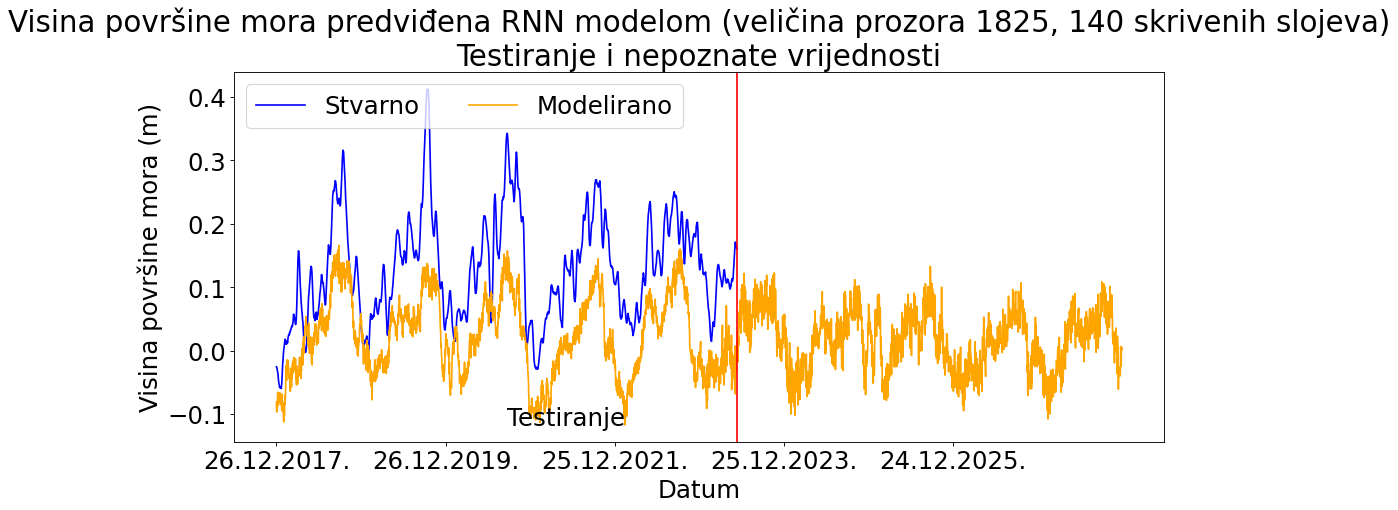 Visina površine mora predviđena RNN modelom (veličina prozora 1825, 140 skrivenih slojeva)
Testiranje i nepoznate vrijednosti
Stvarno Modelirano
Visina površine mora (m)
0.4
0.3
0.2
0.1
0.0
−0.1
Testiranje
26.12.2017. 26.12.2019. 25.12.2021. 25.12.2023. 24.12.2025.
Datum